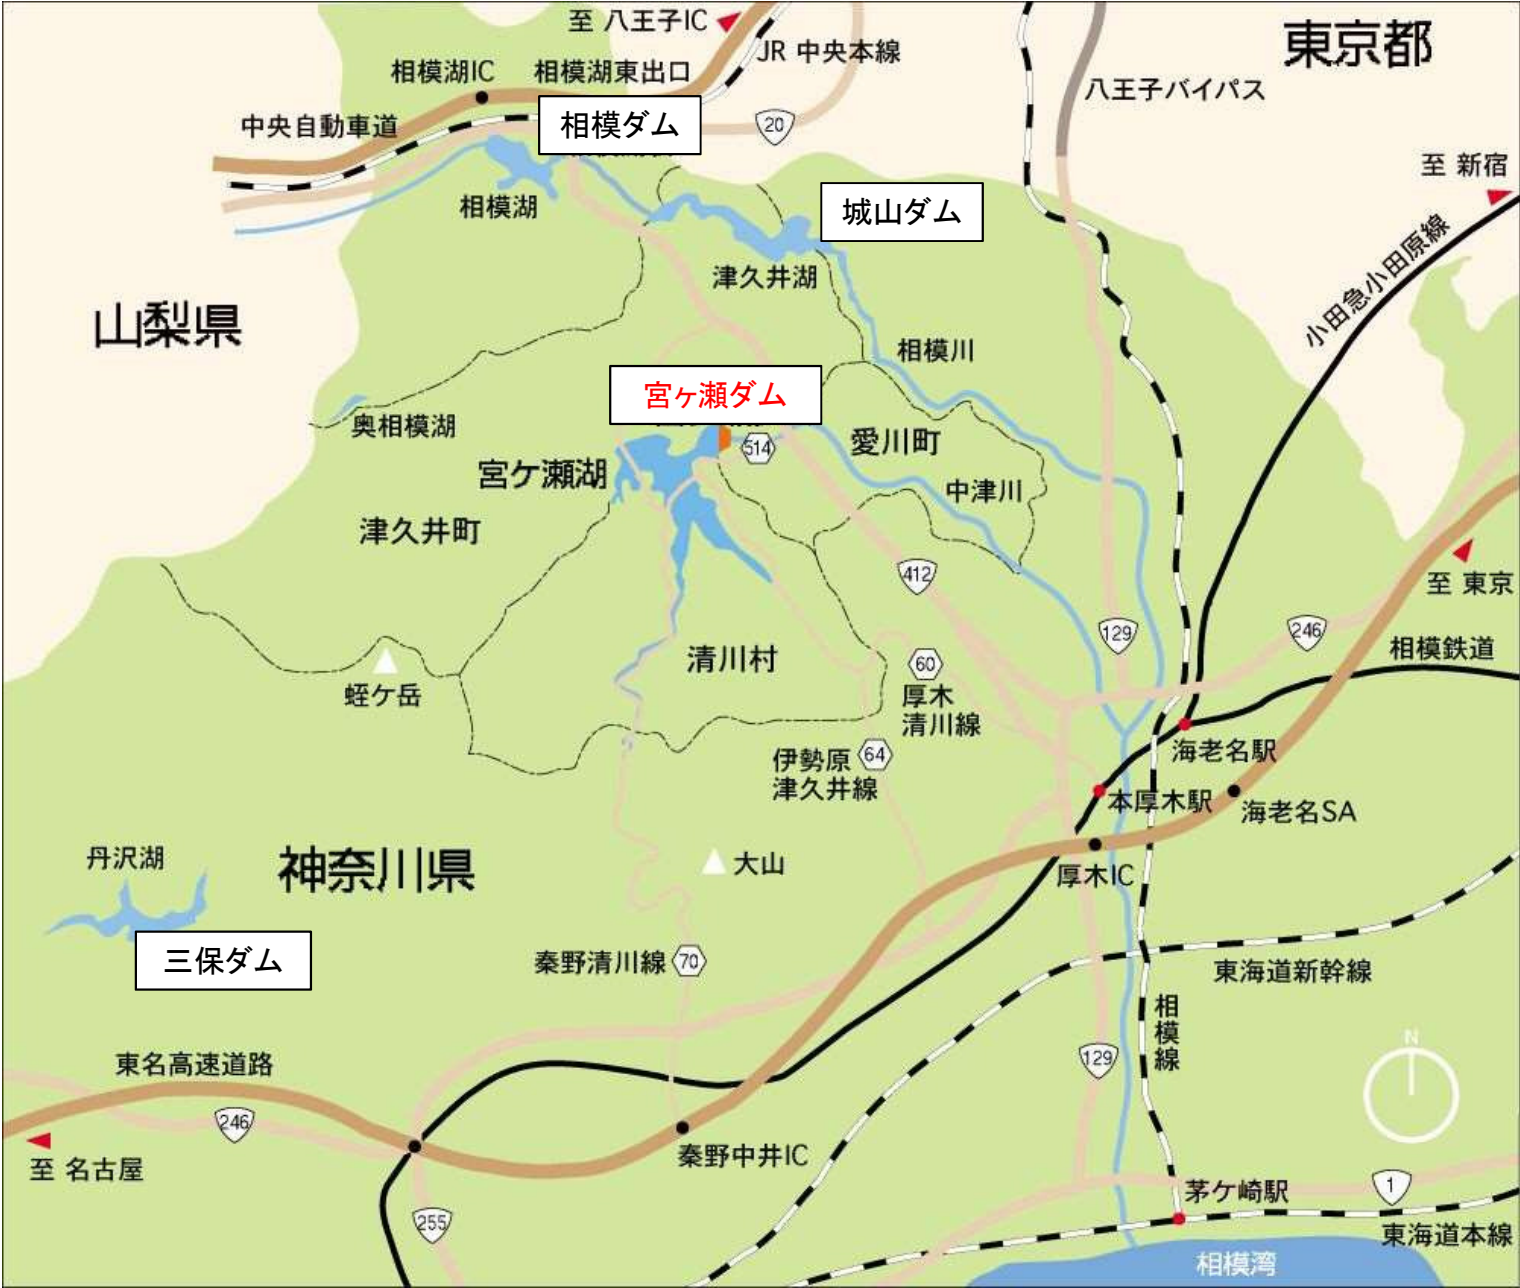 至 八王子IC
JR 中央本線
東京都
相模湖IC
相模湖東出口
八王子バイパス
中央自動車道
相模ダム
20
至 新宿
相模湖
城山ダム
小田急小田原線
津久井湖
山梨県
相模川
宮ヶ瀬ダム
奥相模湖
愛川町
514
宮ケ瀬湖
中津川
津久井町
412
至 東京
129
246
相模鉄道
清川村
60
厚木
清川線
蛭ケ岳
海老名駅
伊勢原
津久井線
64
本厚木駅
海老名SA
丹沢湖
神奈川県
大山
厚木IC
三保ダム
秦野清川線
70
東海道新幹線
相模線
N
東名高速道路
129
246
至 名古屋
秦野中井IC
茅ケ崎駅
1
255
東海道本線
相模湾